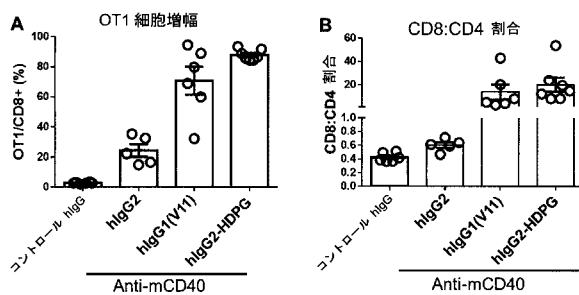 A
OT1 細胞増幅
OT1/CD8+ (%)
100
80
60
40
20
0
コントロール hIgG
hIgG2
hIgG1(V11)
hIgG2-HDPG
Anti-mCD40
B
CD8:CD4 割合
CD8:CD4 割合
60
40
20
1.0
0.8
0.6
0.4
0.2
0.0
コントロール hIgG
hIgG2
hIgG1(V11)
hIgG2-HDPG
Anti-mCD40